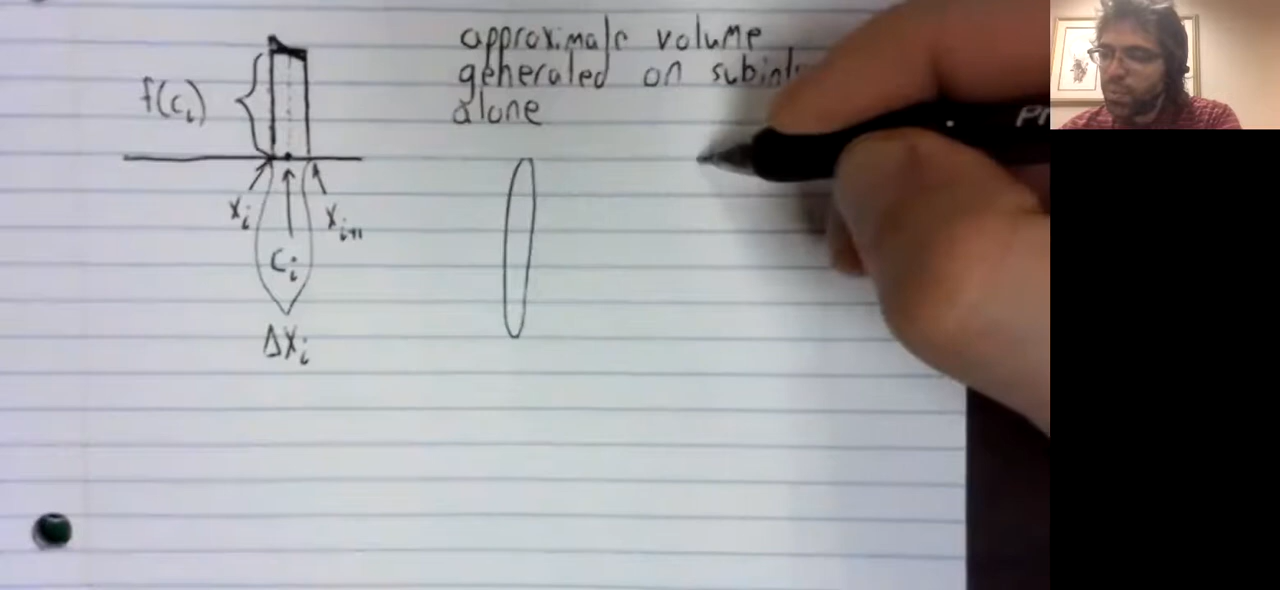 approximate volume
generated on
alone
f(cᵢ)
xᵢ
xᵢ₊₁
cᵢ
Δxᵢ